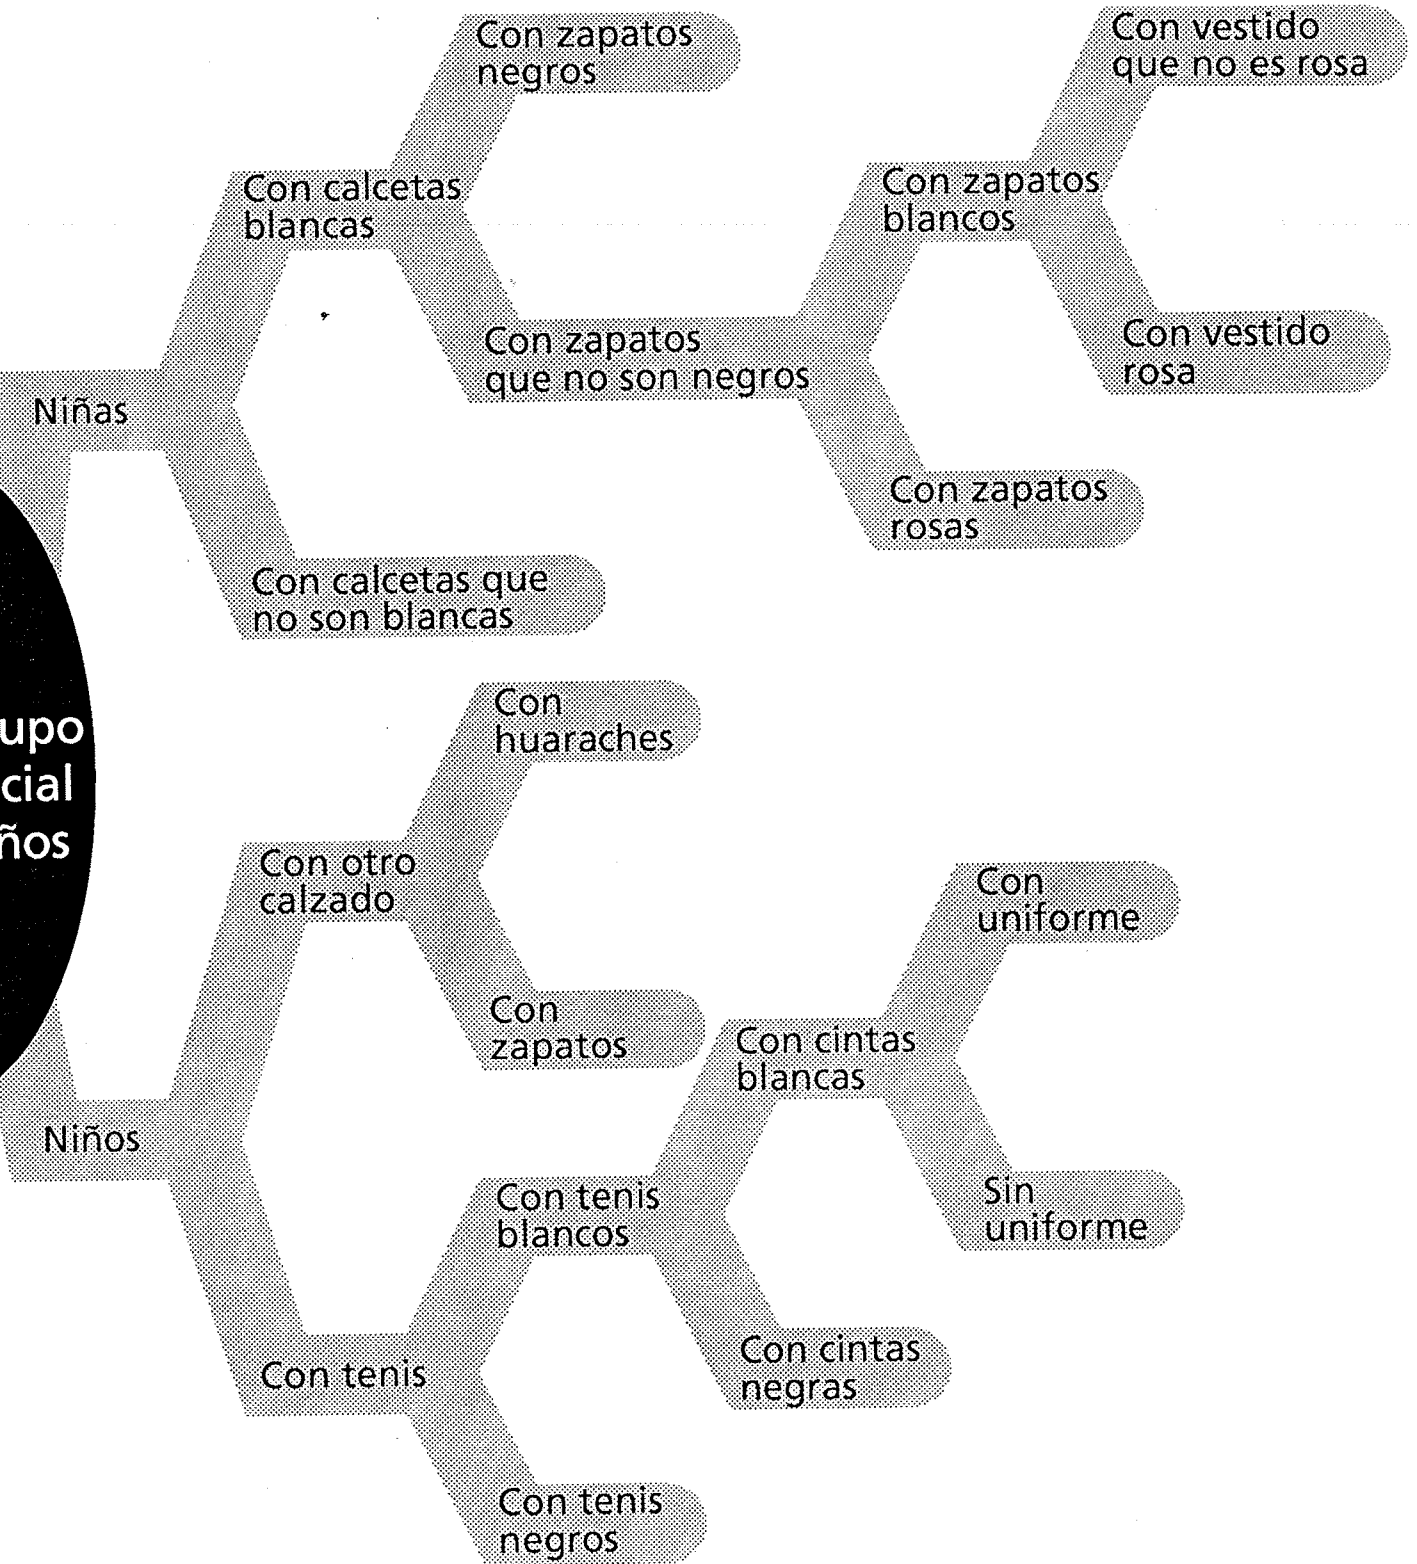 Con zapatos
negros
Con vestido
que no es rosa
Con calcetas
blancas
Con zapatos
blancos
Con zapatos
que no son negros
Con vestido
rosa
Niñas
Con zapatos
rosas
Con calcetas que
no son blancas
Con
huaraches
upo
cial
ños
Con otro
calzado
Con
uniforme
Con
zapatos
Con cintas
blancas
Niños
Con tenis
blancos
Sin
uniforme
Con tenis
Con cintas
negras
Con tenis
negros